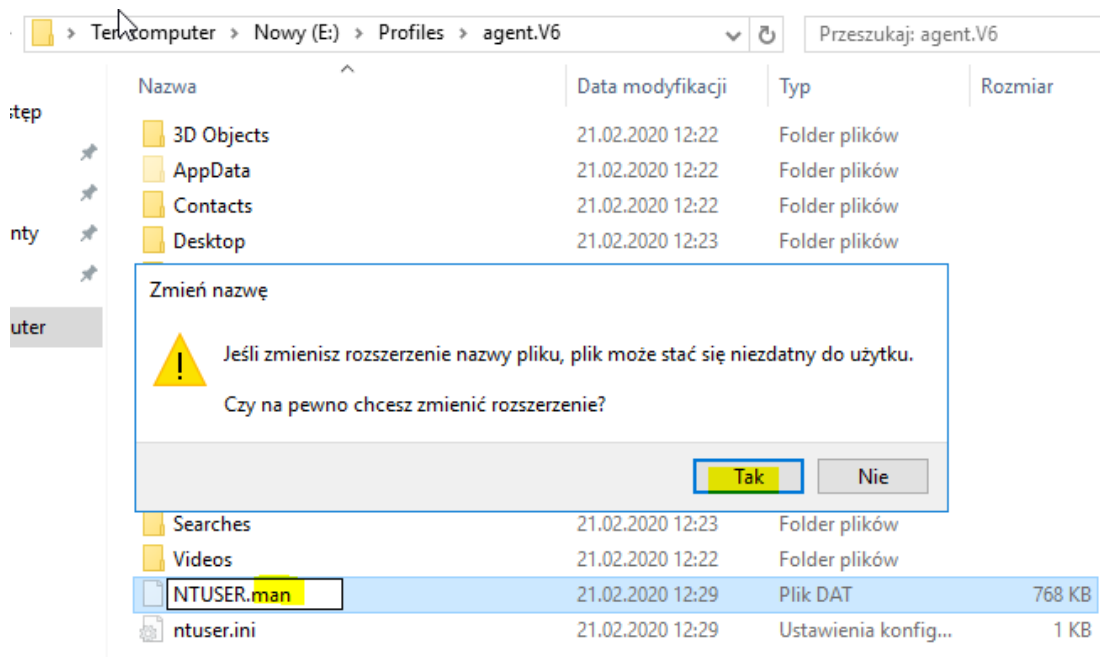 Ten komputer > Nowy (E:) > Profiles > agent.V6 Przeszukaj: agent.V6
Nazwa Data modyfikacji Typ Rozmiar
stęp
3D Objects 21.02.2020 12:22 Folder plików
AppData 21.02.2020 12:22 Folder plików
Contacts 21.02.2020 12:22 Folder plików
nty
Desktop 21.02.2020 12:23 Folder plików
Zmień nazwę
uter
Jeśli zmienisz rozszerzenie nazwy pliku, plik może stać się niezdatny do użytku.
Czy na pewno chcesz zmienić rozszerzenie?
Tak Nie
Searches 21.02.2020 12:23 Folder plików
Videos 21.02.2020 12:22 Folder plików
NTUSER.man 21.02.2020 12:29 Plik DAT 768 KB
ntuser.ini 21.02.2020 12:29 Ustawienia konfig... 1 KB